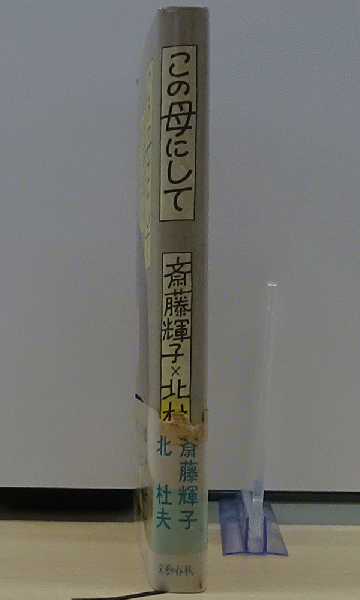 この母にして
斎藤輝子×北杜
斎藤輝子
北 杜夫
文藝春秋